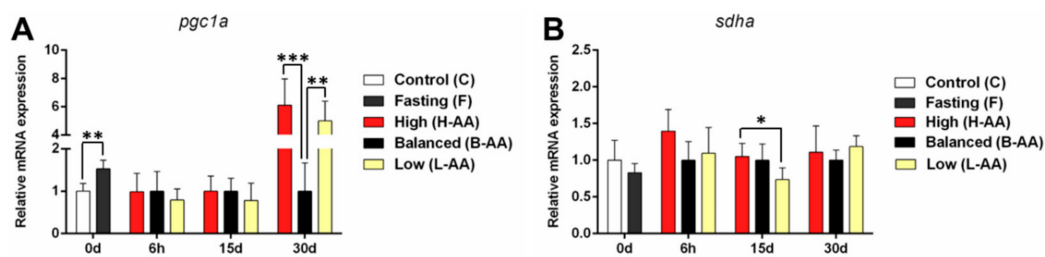 A
pgc1a
Relative mRNA expression
10
8
6
4
2
1
0
**
***
**
0d 6h 15d 30d
Control (C)
Fasting (F)
High (H-AA)
Balanced (B-AA)
Low (L-AA)
B
sdha
Relative mRNA expression
2.5
2.0
1.5
1.0
0.5
0.0
*
0d 6h 15d 30d
Control (C)
Fasting (F)
High (H-AA)
Balanced (B-AA)
Low (L-AA)